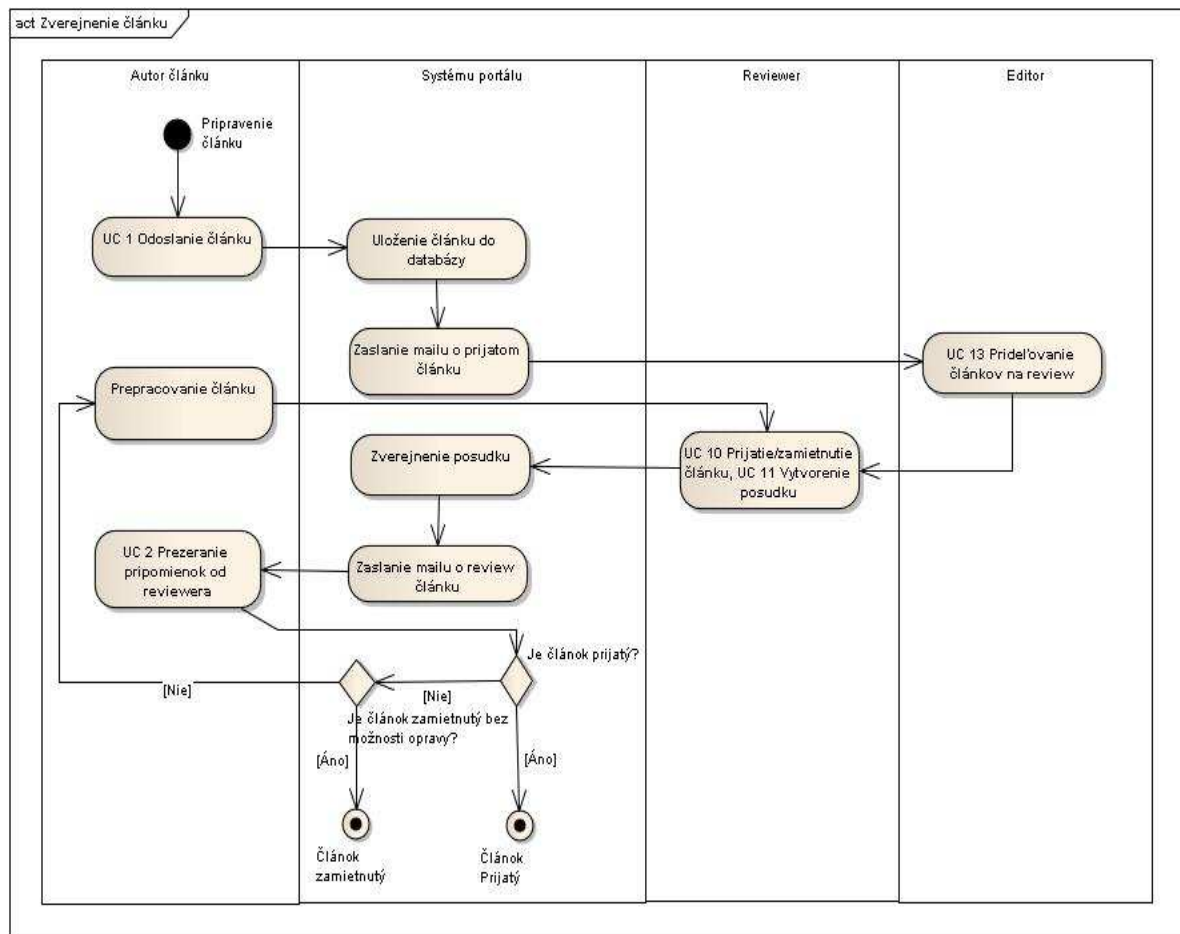 act Zverejnenie článku
Autor článku
Systému portálu
Reviewer
Editor
Pripravenie
článku
UC 1 Odoslanie článku
Uloženie článku do
databázy
Zaslanie mailu o prijatom
článku
UC 13 Prideľovanie
článkov na review
Prepracovanie článku
UC 10 Prijatie/zamietnutie
článku, UC 11 Vytvorenie
posudku
Zverejnenie posudku
UC 2 Prezeranie
pripomienok od
reviewera
Zaslanie mailu o review
článku
Je článok prijatý?
[Nie]
[Nie]
Je článok zamietnutý bez
možnosti opravy?
[Áno]
[Áno]
Článok
zamietnutý
Článok
Prijatý